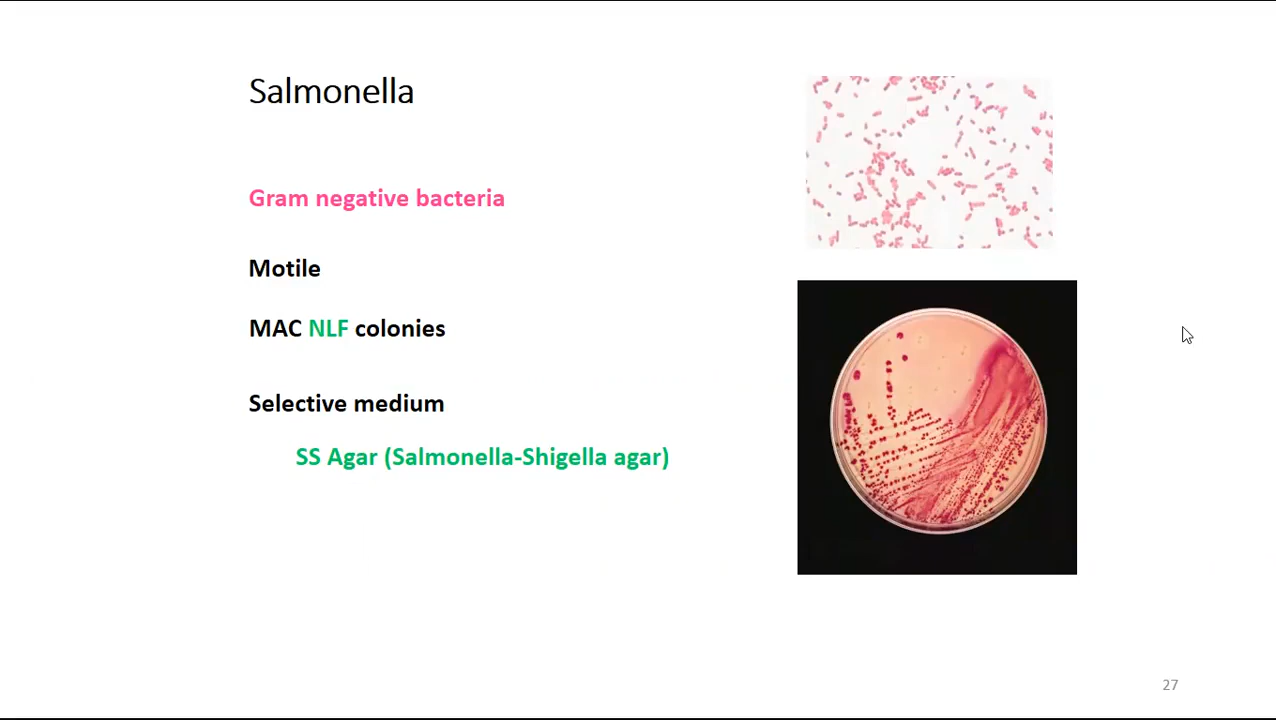 Salmonella
Gram negative bacteria
Motile
MAC NLF colonies
Selective medium
SS Agar (Salmonella-Shigella agar)
27